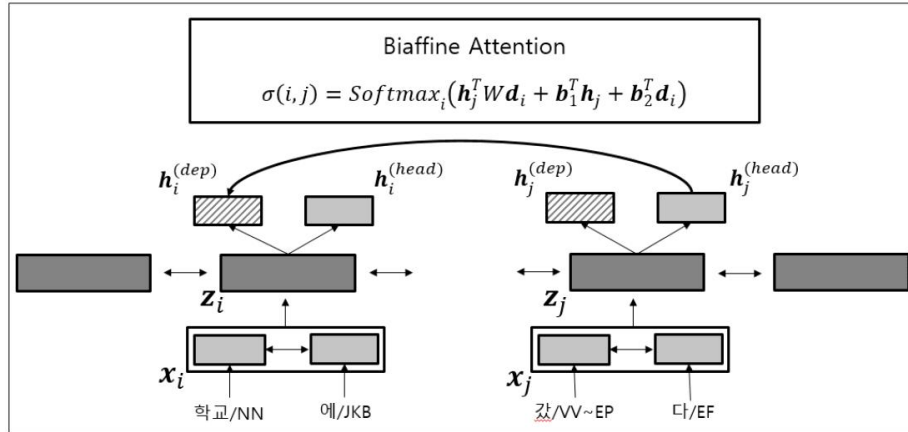 Biaffine Attention
σ(i, j) = Softmax_i(h_j^T W d_i + b_1^T h_j + b_2^T d_i)
h_i^(dep) h_i^(head) h_j^(dep) h_j^(head)
z_i z_j
x_i x_j
학교/NN 에/JKB 갔/VV~EP 다/EF